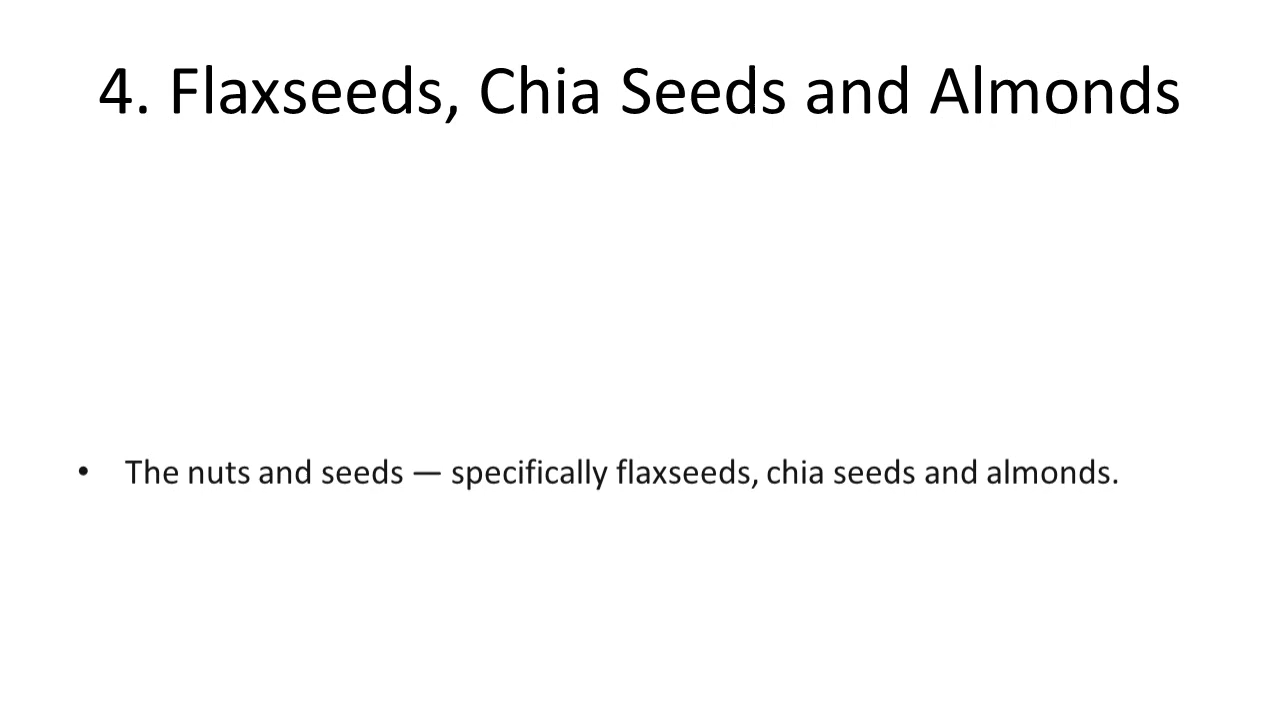 4. Flaxseeds, Chia Seeds and Almonds
• The nuts and seeds — specifically flaxseeds, chia seeds and almonds.